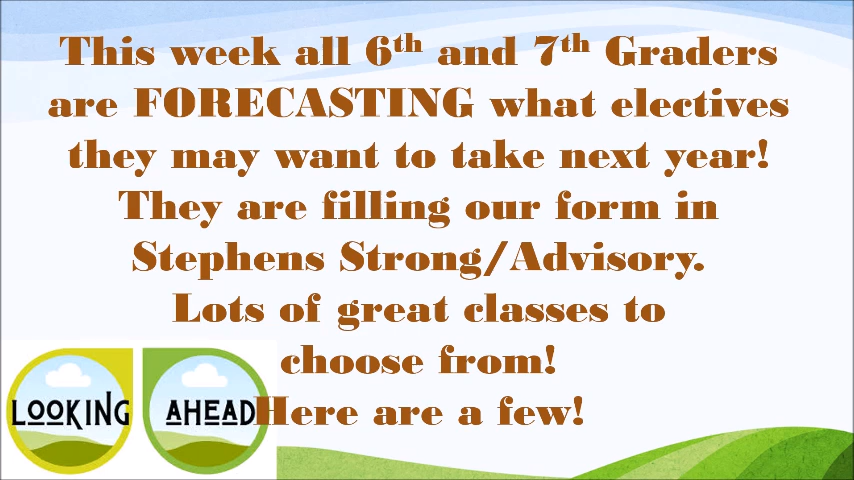 This week all 6th and 7th Graders
are FORECASTING what electives
they may want to take next year!
They are filling our form in
Stephens Strong/Advisory.
Lots of great classes to
choose from!
Here are a few!
LOOKING AHEAD